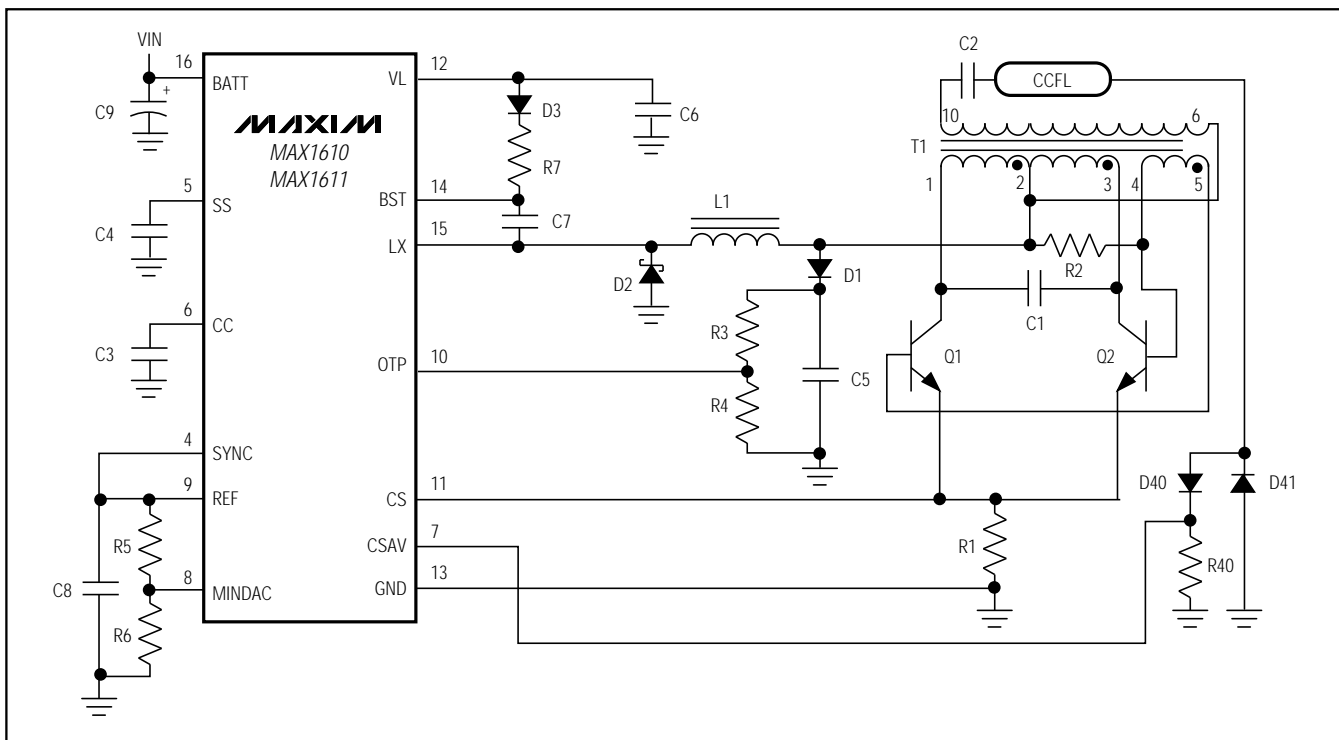 VIN
16
BATT
C9
+
MAXIM
MAX1610
MAX1611
5
SS
C4
6
CC
C3
4
SYNC
9
REF
R5
8
MINDAC
C8
R6
12
VL
D3
C6
R7
14
BST
C7
15
LX
L1
D2
D1
R3
10
OTP
R4
C5
11
CS
7
CSAV
13
GND
R1
C2
CCFL
10
6
T1
1
2
3
4
5
R2
C1
Q1
Q2
D40
D41
R40